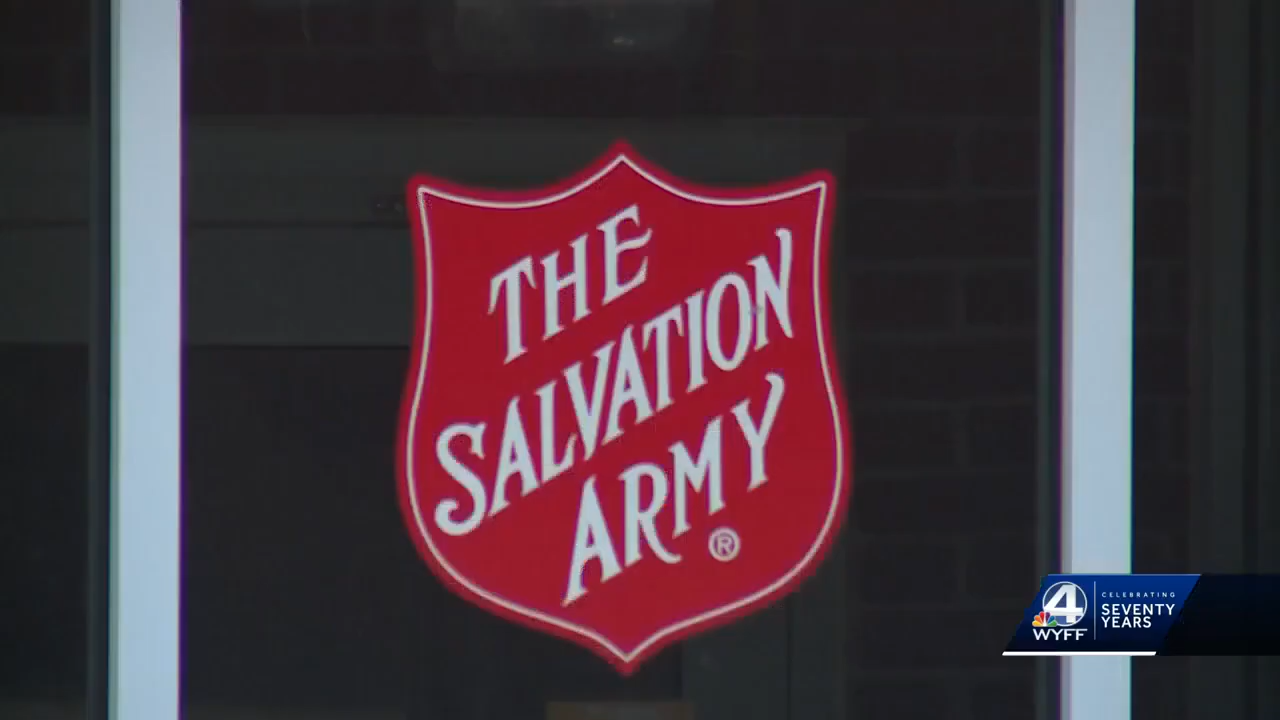 THE
SALVATION
ARMY
®
4
WYFF
CELEBRATING
SEVENTY
YEARS